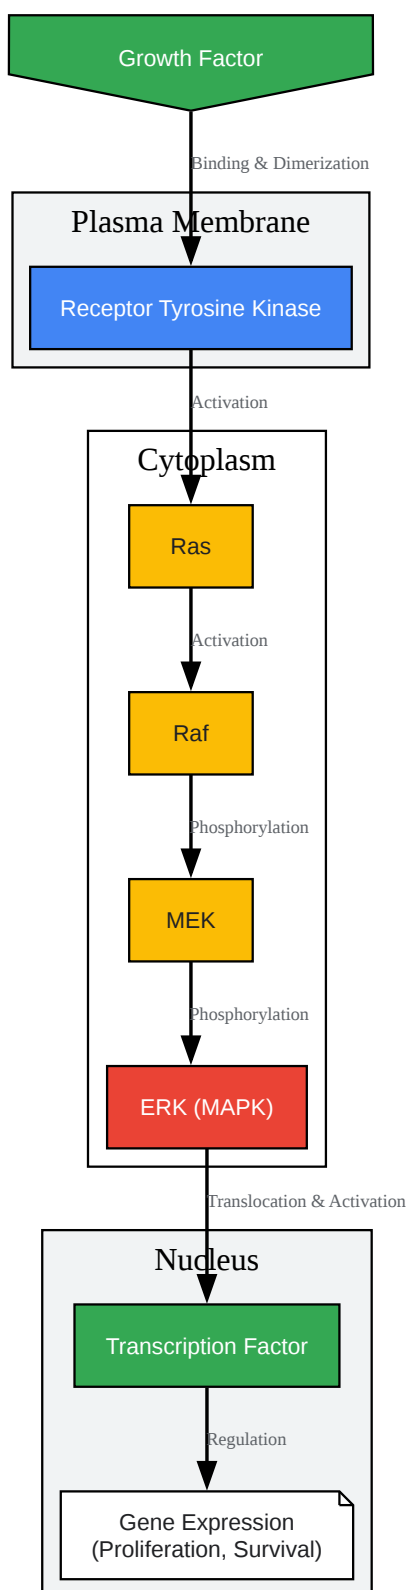 Growth Factor
Binding & Dimerization
Plasma Membrane
Receptor Tyrosine Kinase
Activation
Cytoplasm
Ras
Activation
Raf
Phosphorylation
MEK
Phosphorylation
ERK (MAPK)
Translocation & Activation
Nucleus
Transcription Factor
Regulation
Gene Expression
(Proliferation, Survival)